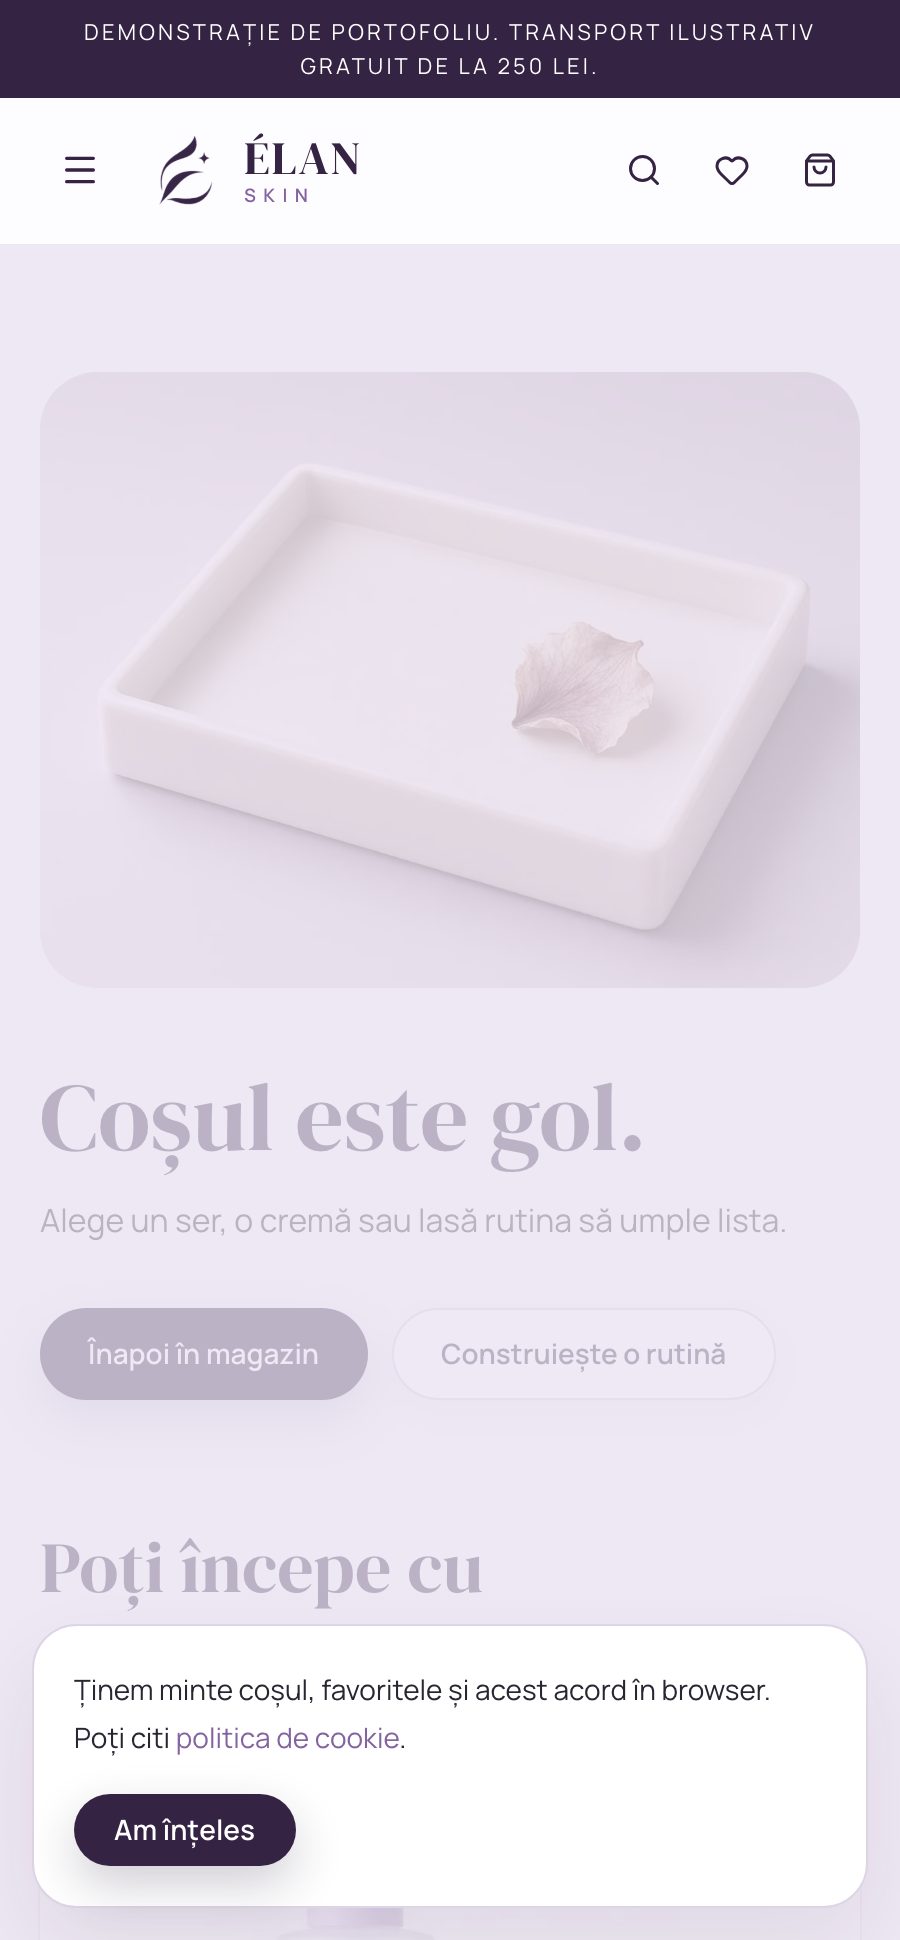 DEMONSTRAȚIE DE PORTOFOLIU. TRANSPORT ILUSTRATIV
GRATUIT DE LA 250 LEI.
ÉLAN
SKIN
Coșul este gol.
Alege un ser, o cremă sau lasă rutina să umple lista.
Înapoi în magazin
Construiește o rutină
Poți începe cu
Ținem minte coșul, favoritele și acest acord în browser.
Poți citi politica de cookie.
Am înțeles